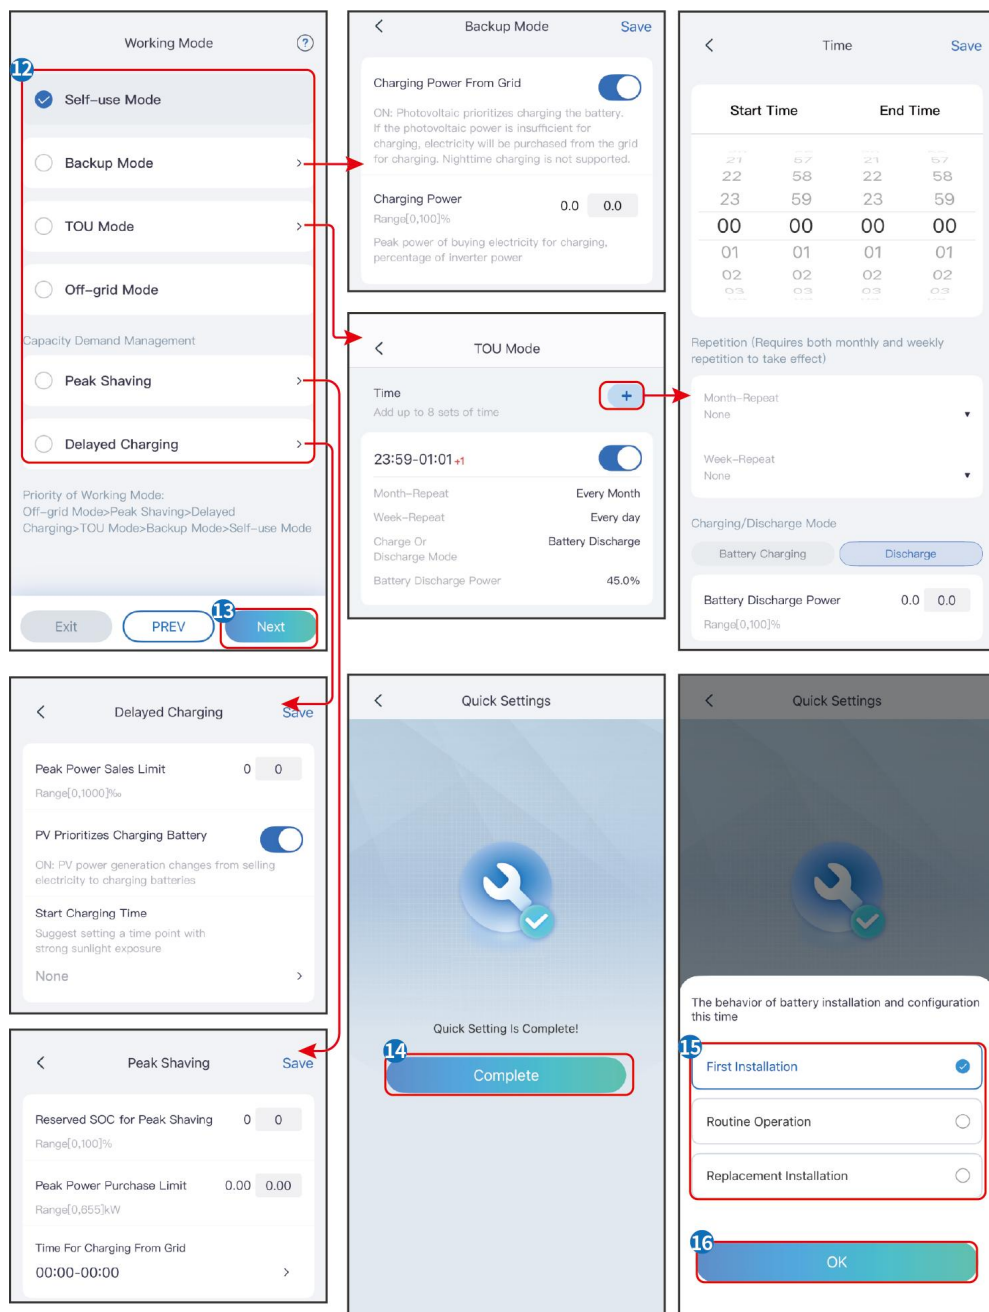 Working Mode
?
12
Self-use Mode
Backup Mode
TOU Mode
Off-grid Mode
Capacity Demand Management
Peak Shaving
Delayed Charging
Priority of Working Mode:
Off-grid Mode>Peak Shaving>Delayed
Charging>TOU Mode>Backup Mode>Self-use Mode
13
Exit
PREV
Next
Backup Mode
Save
Charging Power From Grid
ON: Photovoltaic prioritizes charging the battery.
If the photovoltaic power is insufficient for
charging, electricity will be purchased from the grid
for charging. Nighttime charging is not supported.
Charging Power
0.0 0.0
Range[0,100]%
Peak power of buying electricity for charging,
percentage of inverter power
TOU Mode
Time
+
Add up to 8 sets of time
23:59-01:01 +1
Month-Repeat Every Month
Week-Repeat Every day
Charge Or Battery Discharge
Discharge Mode
Battery Discharge Power 45.0%
Time
Save
Start Time End Time
21 57 21 57
22 58 22 58
23 59 23 59
00 00 00 00
01 01 01 01
02 02 02 02
03 03 03 03
Repetition (Requires both monthly and weekly
repetition to take effect)
Month-Repeat
None
Week-Repeat
None
Charging/Discharge Mode
Battery Charging Discharge
Battery Discharge Power 0.0 0.0
Range[0,100]%
Delayed Charging
Save
Peak Power Sales Limit 0 0
Range[0,1000]‰
PV Prioritizes Charging Battery
ON: PV power generation changes from selling
electricity to charging batteries
Start Charging Time
Suggest setting a time point with
strong sunlight exposure
None
Peak Shaving
Save
Reserved SOC for Peak Shaving 0 0
Range[0,100]%
Peak Power Purchase Limit 0.00 0.00
Range[0,655]kW
Time For Charging From Grid
00:00-00:00
Quick Settings
Quick Setting Is Complete!
14
Complete
Quick Settings
The behavior of battery installation and configuration
this time
15
First Installation
Routine Operation
Replacement Installation
16
OK